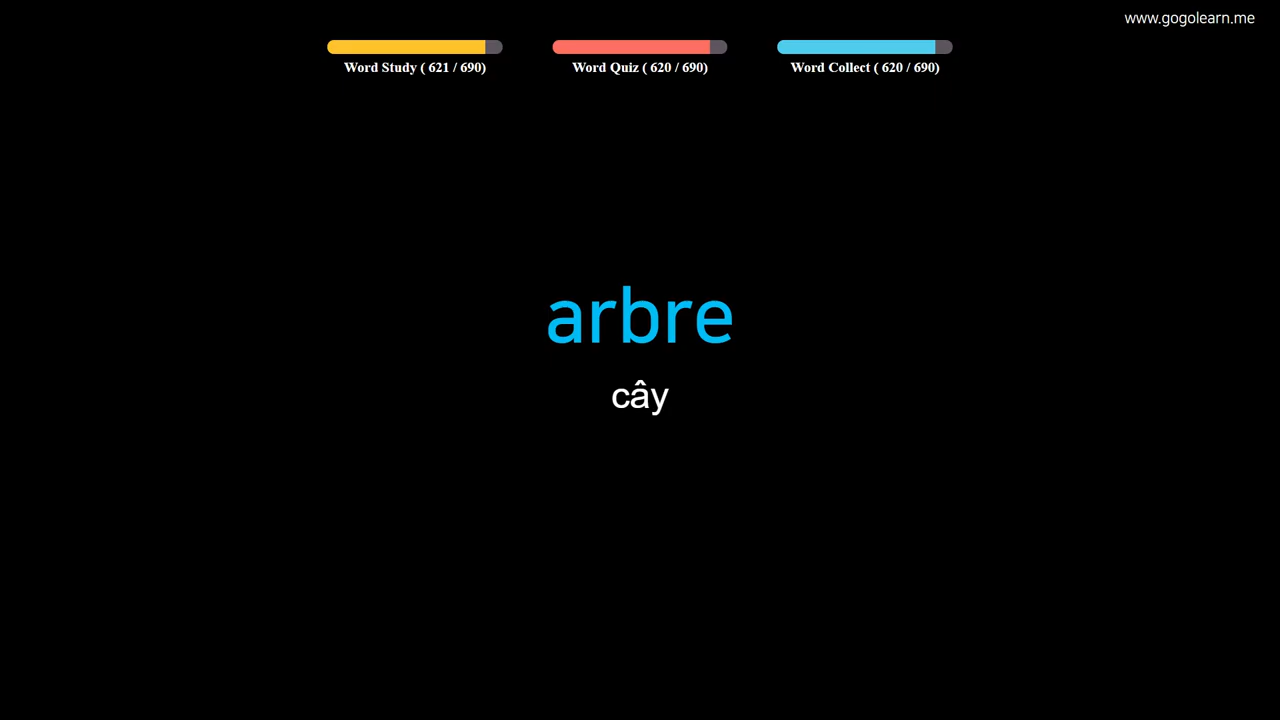 www.gogolearn.me
Word Study ( 621 / 690)
Word Quiz ( 620 / 690)
Word Collect ( 620 / 690)
arbre
cây